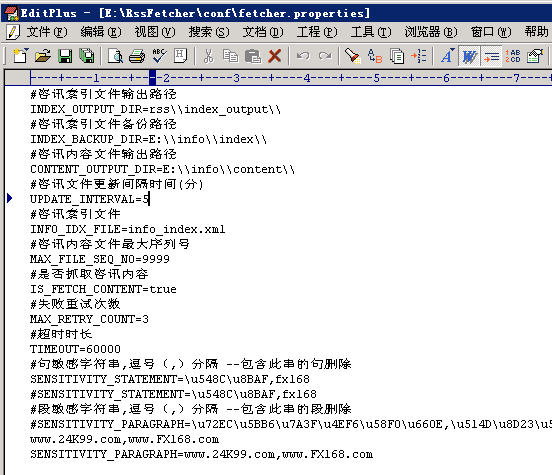 EditPlus - [E:\RssFetcher\conf\fetcher.properties]
文件(F) 编辑(E) 视图(V) 搜索(S) 文档(D) 工程(P) 工具(T) 浏览器(B) 窗口(W) 帮助
1 2 3 4 5 6 7
#咨讯索引文件输出路径
INDEX_OUTPUT_DIR=rss\\index_output\\
#咨讯索引文件备份路径
INDEX_BACKUP_DIR=E:\\info\\index\\
#咨讯内容文件输出路径
CONTENT_OUTPUT_DIR=E:\\info\\content\\
#咨讯文件更新间隔时间(分)
UPDATE_INTERVAL=5
#咨讯索引文件
INFO_IDX_FILE=info_index.xml
#咨讯内容文件最大序列号
MAX_FILE_SEQ_NO=9999
#是否抓取咨讯内容
IS_FETCH_CONTENT=true
#失败重试次数
MAX_RETRY_COUNT=3
#超时时长
TIMEOUT=60000
#句敏感字符串,逗号（,）分隔 --包含此串的句删除
SENSITIVITY_STATEMENT=\u548C\u8BAF,fx168
#SENSITIVITY_STATEMENT=\u548C\u8BAF,fx168
#段敏感字符串,逗号（,）分隔 --包含此串的段删除
#SENSITIVITY_PARAGRAPH=\u72EC\u5BB6\u7A3F\u4EF6\u58F0\u660E,\u514D\u8D23\u5
www.24K99.com,www.FX168.com
SENSITIVITY_PARAGRAPH=www.24K99.com,www.FX168.com